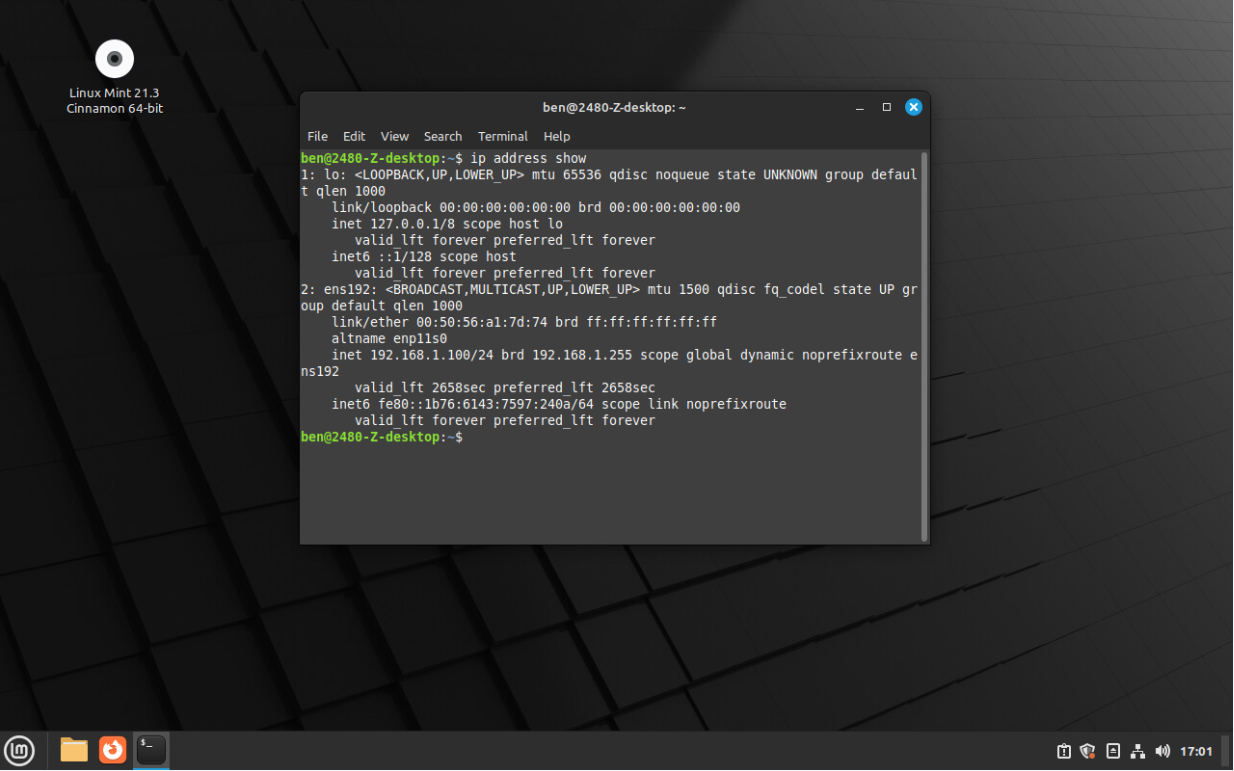 Linux Mint 21.3
Cinnamon 64-bit
ben@2480-Z-desktop: ~
File Edit View Search Terminal Help
ben@2480-Z-desktop:~$ ip address show
1: lo: <LOOPBACK,UP,LOWER_UP> mtu 65536 qdisc noqueue state UNKNOWN group defaul
t qlen 1000
    link/loopback 00:00:00:00:00:00 brd 00:00:00:00:00:00
    inet 127.0.0.1/8 scope host lo
       valid_lft forever preferred_lft forever
    inet6 ::1/128 scope host
       valid_lft forever preferred_lft forever
2: ens192: <BROADCAST,MULTICAST,UP,LOWER_UP> mtu 1500 qdisc fq_codel state UP gr
oup default qlen 1000
    link/ether 00:50:56:a1:7d:74 brd ff:ff:ff:ff:ff:ff
    altname enp11s0
    inet 192.168.1.100/24 brd 192.168.1.255 scope global dynamic noprefixroute e
ns192
       valid_lft 2658sec preferred_lft 2658sec
    inet6 fe80::1b76:6143:7597:240a/64 scope link noprefixroute
       valid_lft forever preferred_lft forever
ben@2480-Z-desktop:~$
lm
$_
17:01